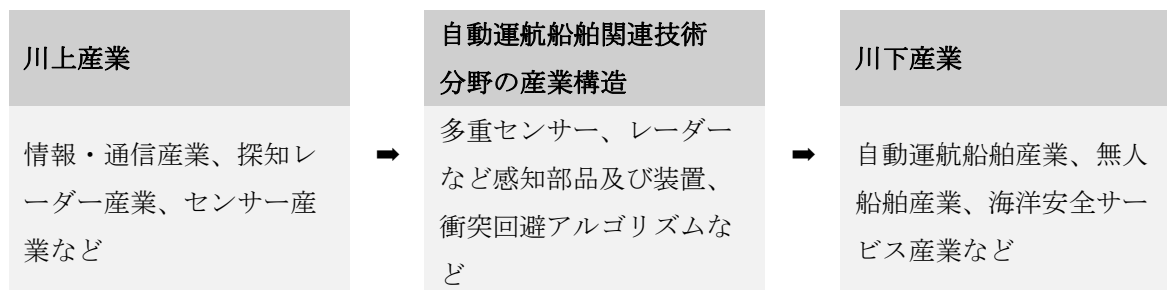 川上産業
情報・通信産業、探知レ
ーダー産業、センサー産
業など
➡
自動運航船舶関連技術
分野の産業構造
多重センサー、レーダー
など感知部品及び装置、
衝突回避アルゴリズムな
ど
➡
川下産業
自動運航船舶産業、無人
船舶産業、海洋安全サー
ビス産業など